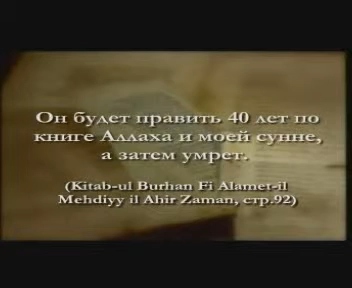 Он будет править 40 лет по
книге Аллаха и моей сунне,
а затем умрет.
(Kitab-ul Burhan Fi Alamet-il
Mehdiyy il Ahir Zaman, стр.92)